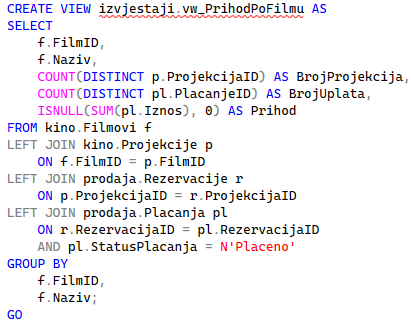 CREATE VIEW izvjestaji.vw_PrihodPoFilmu AS
SELECT
    f.FilmID,
    f.Naziv,
    COUNT(DISTINCT p.ProjekcijaID) AS BrojProjekcija,
    COUNT(DISTINCT pl.PlacanjeID) AS BrojUplata,
    ISNULL(SUM(pl.Iznos), 0) AS Prihod
FROM kino.Filmovi f
LEFT JOIN kino.Projekcije p
    ON f.FilmID = p.FilmID
LEFT JOIN prodaja.Rezervacije r
    ON p.ProjekcijaID = r.ProjekcijaID
LEFT JOIN prodaja.Placanja pl
    ON r.RezervacijaID = pl.RezervacijaID
    AND pl.StatusPlacanja = N'Placeno'
GROUP BY
    f.FilmID,
    f.Naziv;
GO